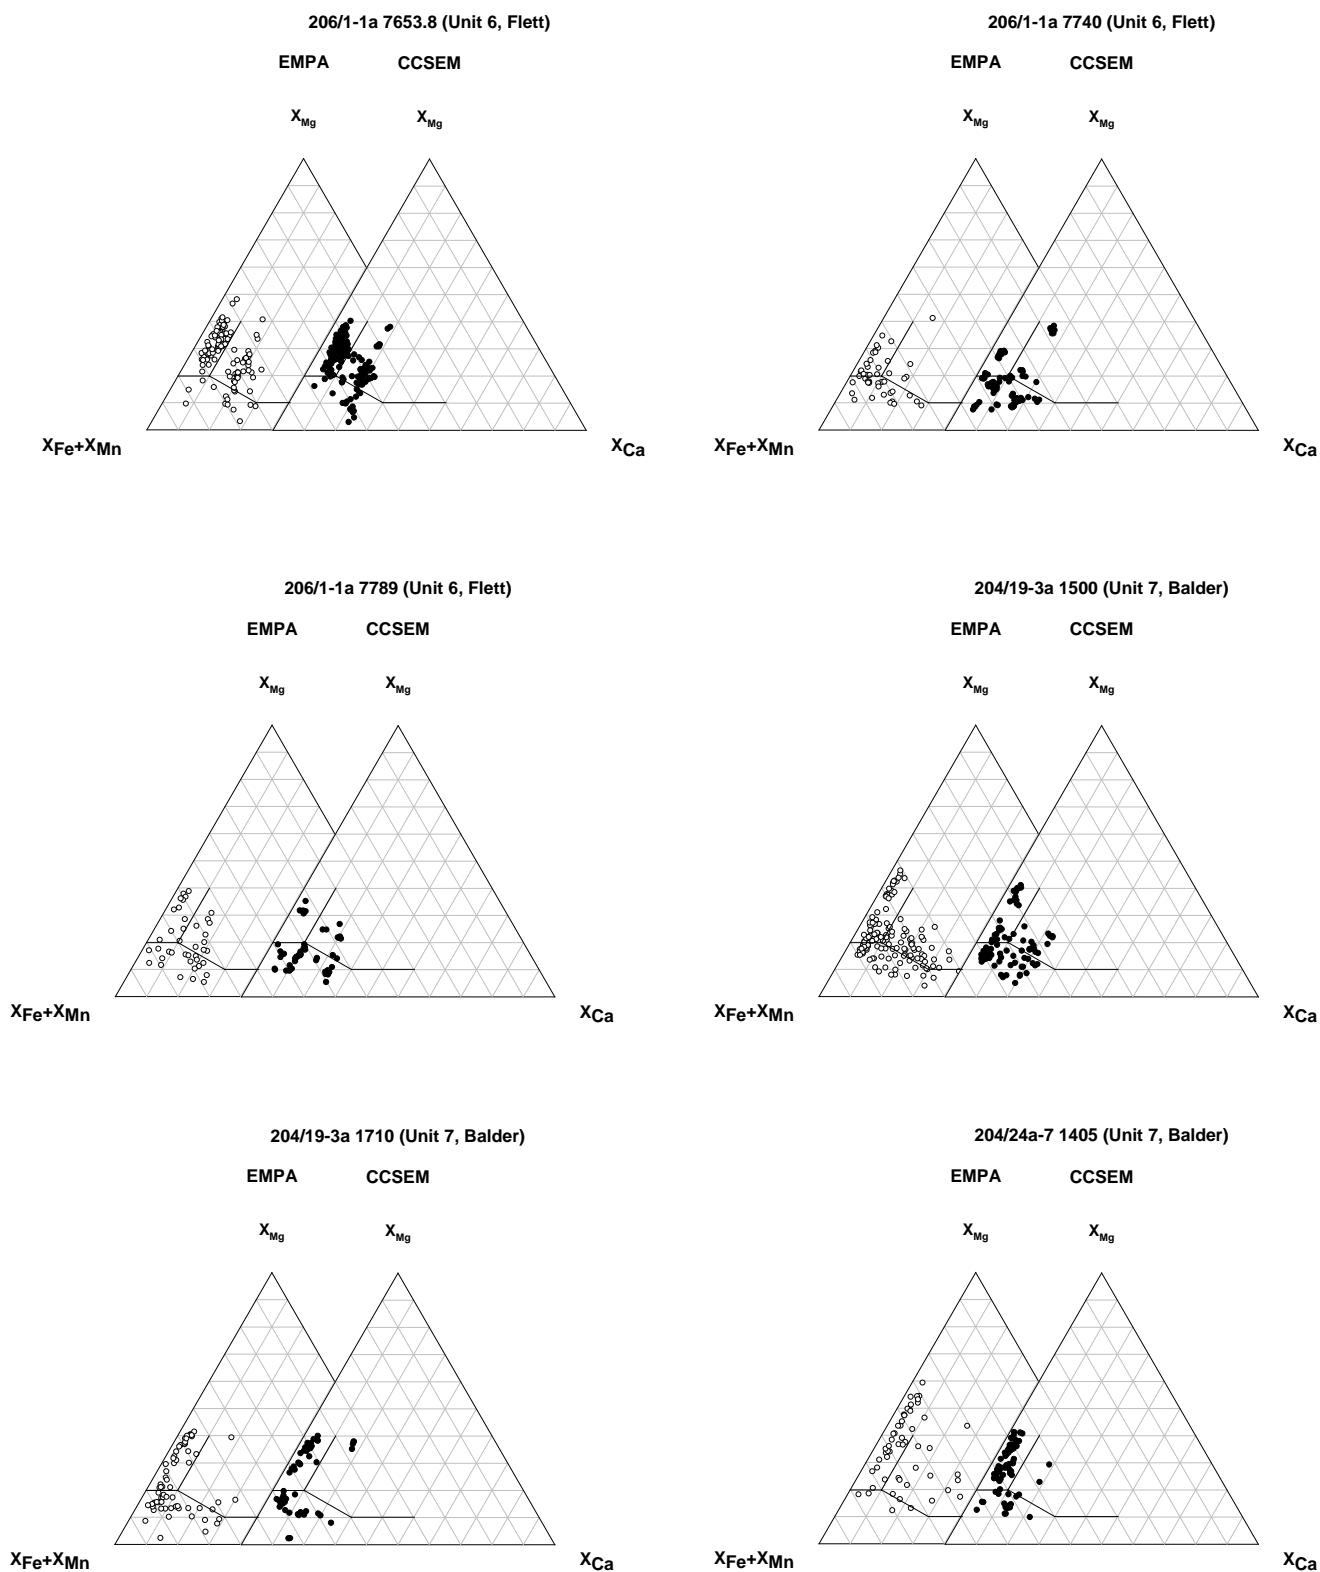 206/1-1a 7653.8 (Unit 6, Flett)
EMPA CCSEM
XMg XMg
XFe+XMn XCa
206/1-1a 7740 (Unit 6, Flett)
EMPA CCSEM
XMg XMg
XFe+XMn XCa
206/1-1a 7789 (Unit 6, Flett)
EMPA CCSEM
XMg XMg
XFe+XMn XCa
204/19-3a 1500 (Unit 7, Balder)
EMPA CCSEM
XMg XMg
XFe+XMn XCa
204/19-3a 1710 (Unit 7, Balder)
EMPA CCSEM
XMg XMg
XFe+XMn XCa
204/24a-7 1405 (Unit 7, Balder)
EMPA CCSEM
XMg XMg
XFe+XMn XCa